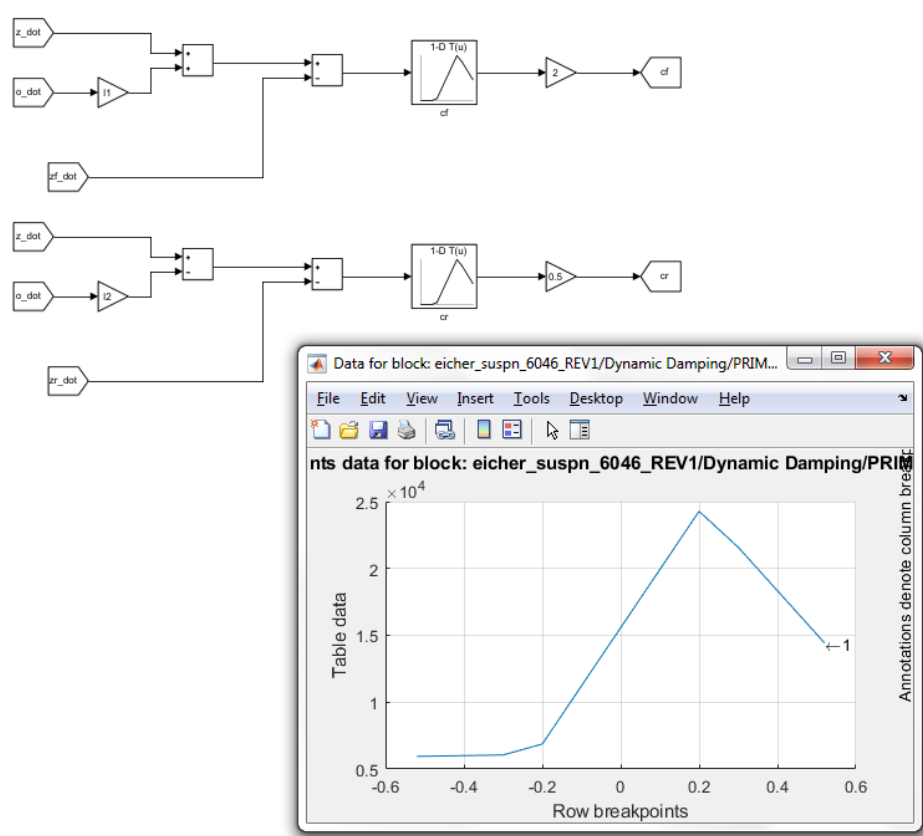 z_dot
o_dot
l1
+
+
+
−
1-D T(u)
cf
2
cf
zf_dot
z_dot
o_dot
l2
+
−
+
−
1-D T(u)
cr
0.5
cr
zr_dot
Data for block: eicher_suspn_6046_REV1/Dynamic Damping/PRIM...
File Edit View Insert Tools Desktop Window Help
nts data for block: eicher_suspn_6046_REV1/Dynamic Damping/PRIM
×10⁴
2.5
2
1.5
1
0.5
Table data
←1
-0.6 -0.4 -0.2 0 0.2 0.4 0.6
Row breakpoints
Annotations denote column